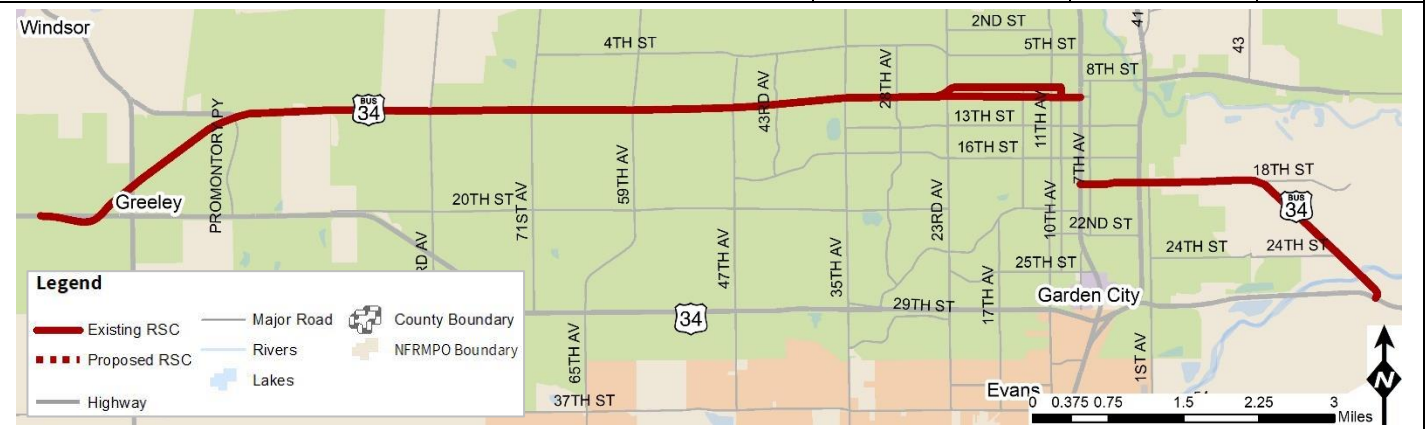 Windsor
2ND ST
41
43
4TH ST
5TH ST
8TH ST
BUS
34
43RD AV
28TH AV
11TH AV
13TH ST
16TH ST
7TH AV
18TH ST
PROMONTORY PY
Greeley
59TH AV
71ST AV
20TH ST
23RD AV
10TH AV
BUS
34
22ND ST
24TH ST
24TH ST
RD AV
47TH AV
35TH AV
17TH AV
25TH ST
Garden City
29TH ST
34
65TH AV
1ST AV
Evans
37TH ST
Legend
Existing RSC
Proposed RSC
Highway
Major Road
Rivers
Lakes
County Boundary
NFRMPO Boundary
N
0 0.375 0.75 1.5 2.25 3
Miles